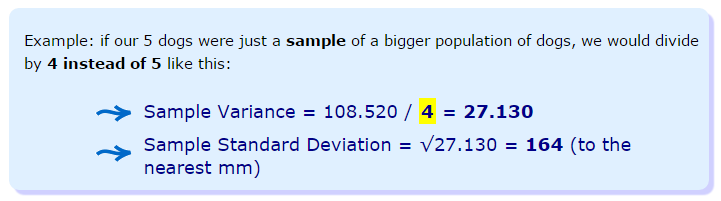 Example: if our 5 dogs were just a sample of a bigger population of dogs, we would divide
by 4 instead of 5 like this:
Sample Variance = 108.520 / 4 = 27.130
Sample Standard Deviation = √27.130 = 164 (to the
nearest mm)